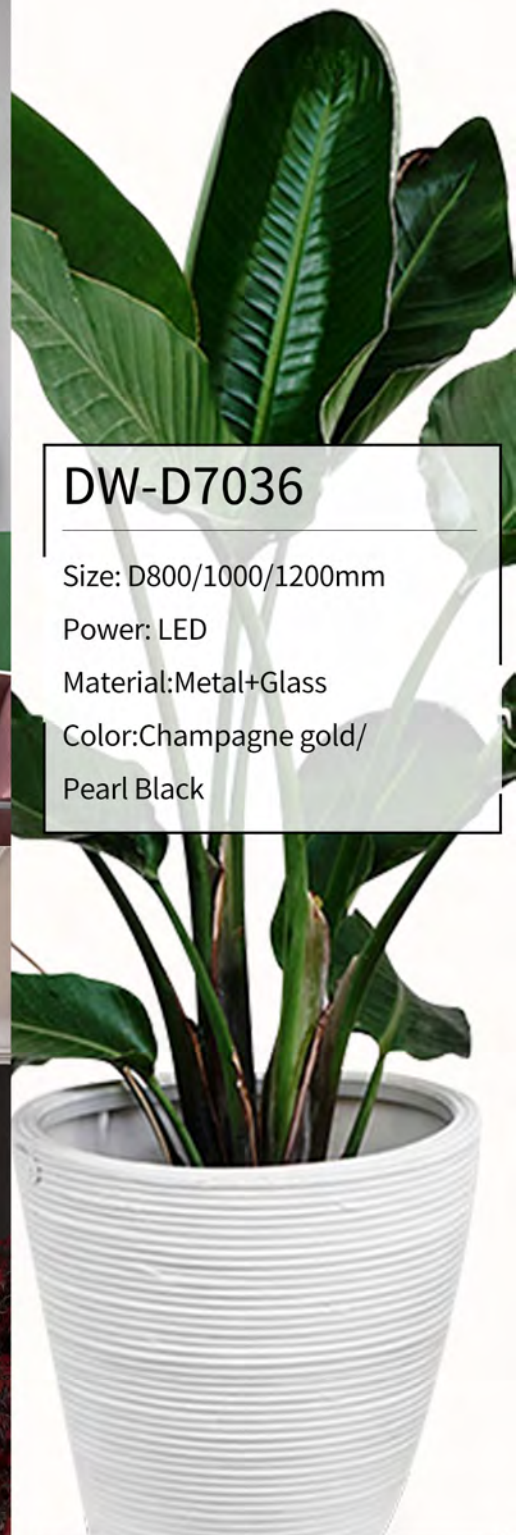 DW-D7036
Size: D800/1000/1200mm
Power: LED
Material:Metal+Glass
Color:Champagne gold/
Pearl Black